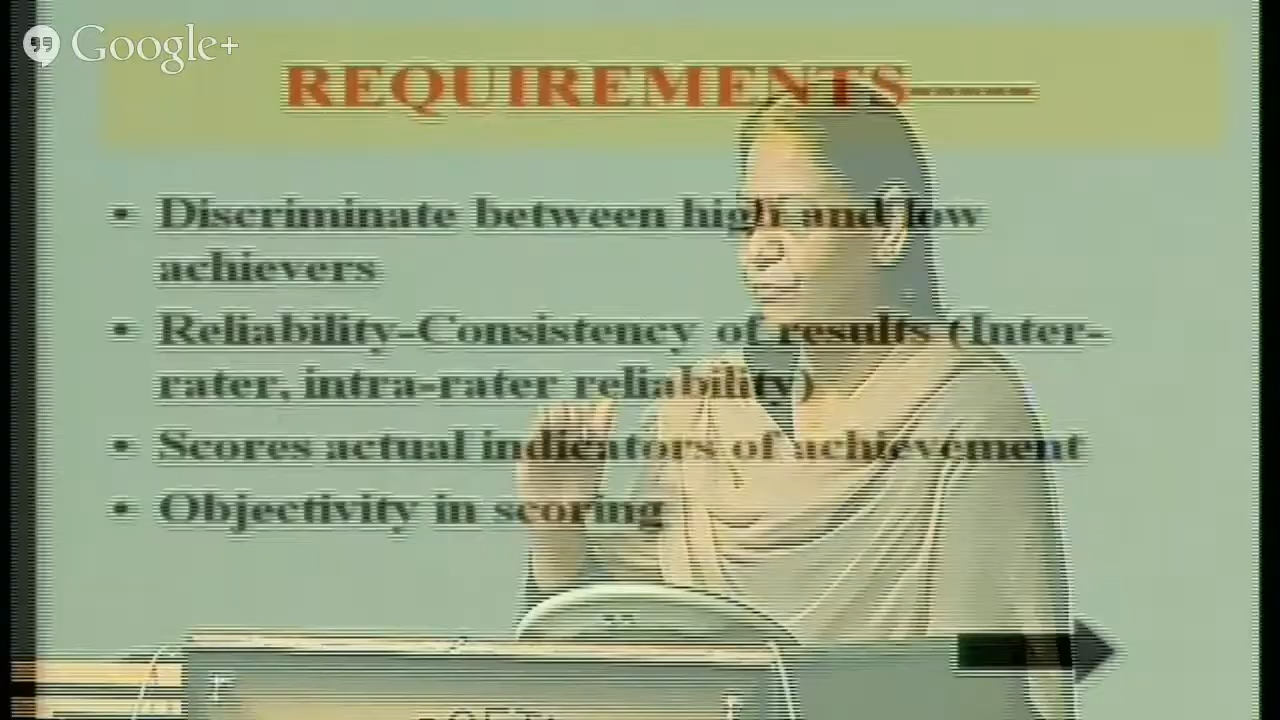 Google+
REQUIREMENTS-----
• Discriminate between high and low
achievers
• Reliability-Consistency of results (Inter-
rater, intra-rater reliability)
• Scores actual indicators of achievement
• Objectivity in scoring